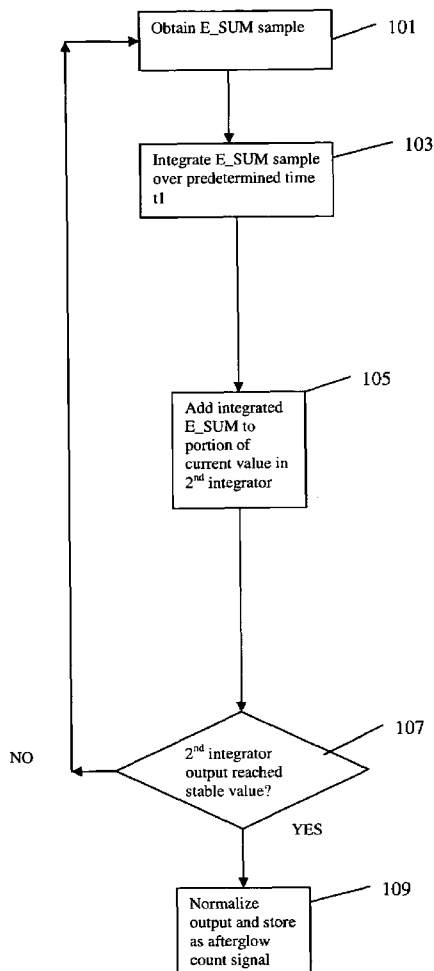 Obtain E_SUM sample
101
103
Integrate E_SUM sample
over predetermined time
t1
105
Add integrated
E_SUM to
portion of
current value in
2nd integrator
107
2nd integrator
output reached
stable value?
NO
YES
109
Normalize
output and store
as afterglow
count signal